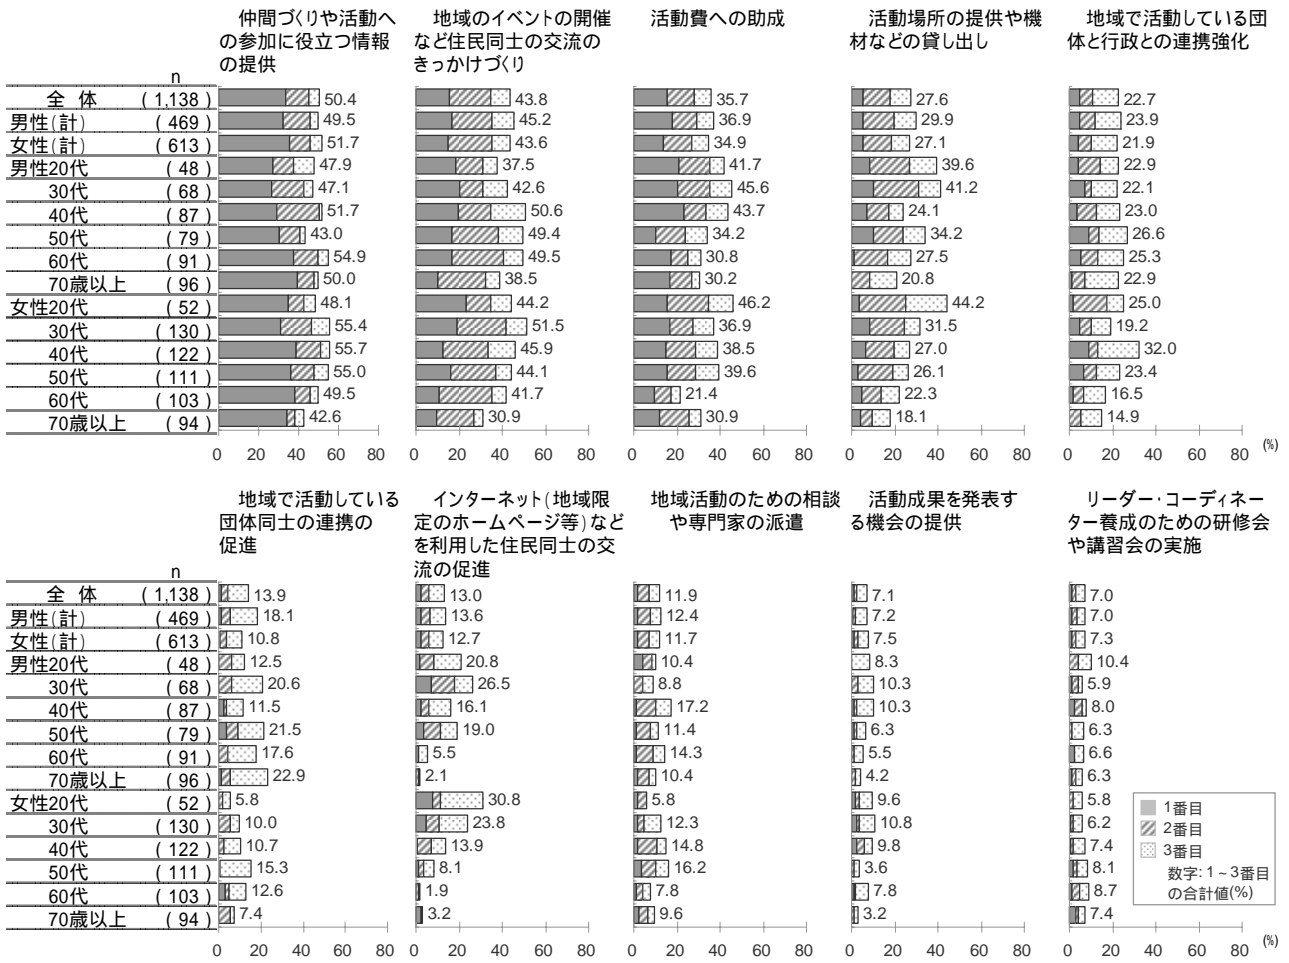 仲間づくりや活動へ
の参加に役立つ情報
の提供
地域のイベントの開催
など住民同士の交流の
きっかけづくり
活動費への助成
活動場所の提供や機
材などの貸し出し
地域で活動している団
体と行政との連携強化
n
全 体 ( 1,138 ) 50.4 43.8 35.7 27.6 22.7
男性(計) ( 469 ) 49.5 45.2 36.9 29.9 23.9
女性(計) ( 613 ) 51.7 43.6 34.9 27.1 21.9
男性20代 ( 48 ) 47.9 37.5 41.7 39.6 22.9
30代 ( 68 ) 47.1 42.6 45.6 41.2 22.1
40代 ( 87 ) 51.7 50.6 43.7 24.1 23.0
50代 ( 79 ) 43.0 49.4 34.2 34.2 26.6
60代 ( 91 ) 54.9 49.5 30.8 27.5 25.3
70歳以上 ( 96 ) 50.0 38.5 30.2 20.8 22.9
女性20代 ( 52 ) 48.1 44.2 46.2 44.2 25.0
30代 ( 130 ) 55.4 51.5 36.9 31.5 19.2
40代 ( 122 ) 55.7 45.9 38.5 27.0 32.0
50代 ( 111 ) 55.0 44.1 39.6 26.1 23.4
60代 ( 103 ) 49.5 41.7 21.4 22.3 16.5
70歳以上 ( 94 ) 42.6 30.9 30.9 18.1 14.9
0 20 40 60 80 0 20 40 60 80 0 20 40 60 80 0 20 40 60 80 0 20 40 60 80 (%)
地域で活動している
団体同士の連携の
促進
インターネット(地域限
定のホームページ等)など
を利用した住民同士の交
流の促進
地域活動のための相談
や専門家の派遣
活動成果を発表す
る機会の提供
リーダー・コーディネー
ター養成のための研修会
や講習会の実施
n
全 体 ( 1,138 ) 13.9 13.0 11.9 7.1 7.0
男性(計) ( 469 ) 18.1 13.6 12.4 7.2 7.0
女性(計) ( 613 ) 10.8 12.7 11.7 7.5 7.3
男性20代 ( 48 ) 12.5 20.8 10.4 8.3 10.4
30代 ( 68 ) 20.6 26.5 8.8 10.3 5.9
40代 ( 87 ) 11.5 16.1 17.2 10.3 8.0
50代 ( 79 ) 21.5 19.0 11.4 6.3 6.3
60代 ( 91 ) 17.6 5.5 14.3 5.5 6.6
70歳以上 ( 96 ) 22.9 2.1 10.4 4.2 6.3
女性20代 ( 52 ) 5.8 30.8 5.8 9.6 5.8
30代 ( 130 ) 10.0 23.8 12.3 10.8 6.2
40代 ( 122 ) 10.7 13.9 14.8 9.8 7.4
50代 ( 111 ) 15.3 8.1 16.2 3.6 8.1
60代 ( 103 ) 12.6 1.9 7.8 7.8 8.7
70歳以上 ( 94 ) 7.4 3.2 9.6 3.2 7.4
1番目
2番目
3番目
数字:1~3番目
の合計値(%)
0 20 40 60 80 0 20 40 60 80 0 20 40 60 80 0 20 40 60 80 0 20 40 60 80 (%)